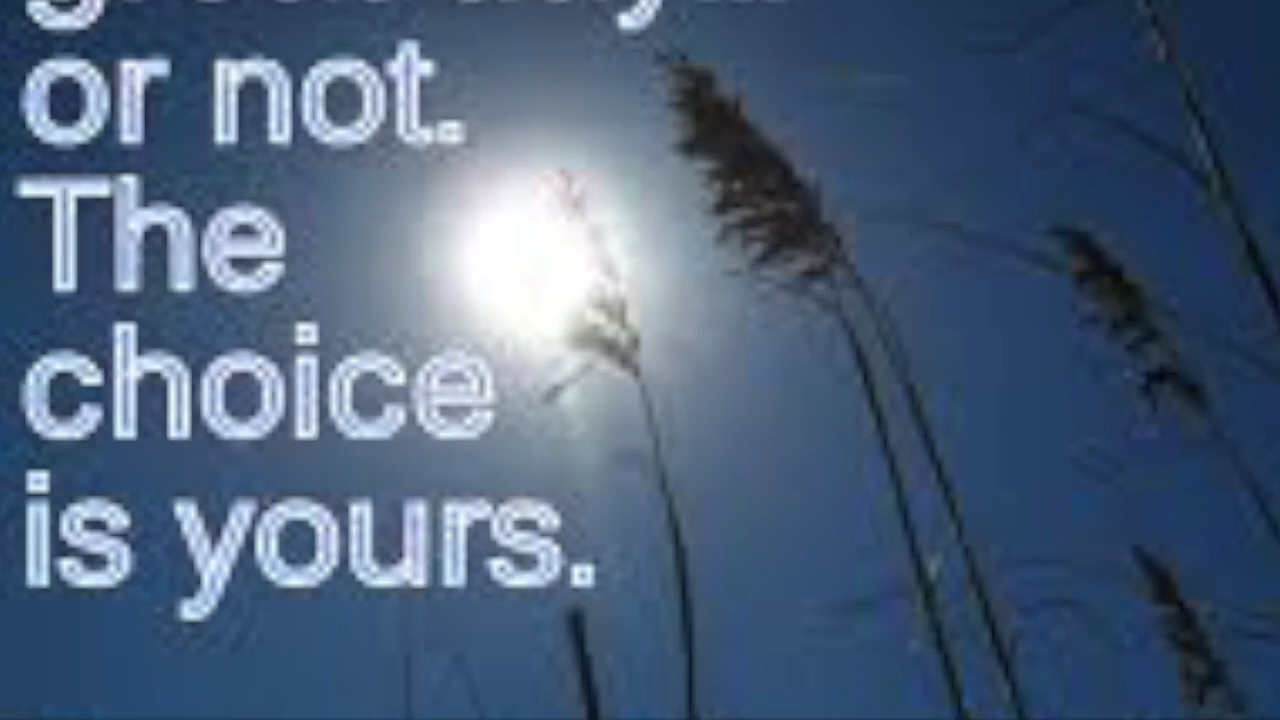 or not.
The
choice
is yours.